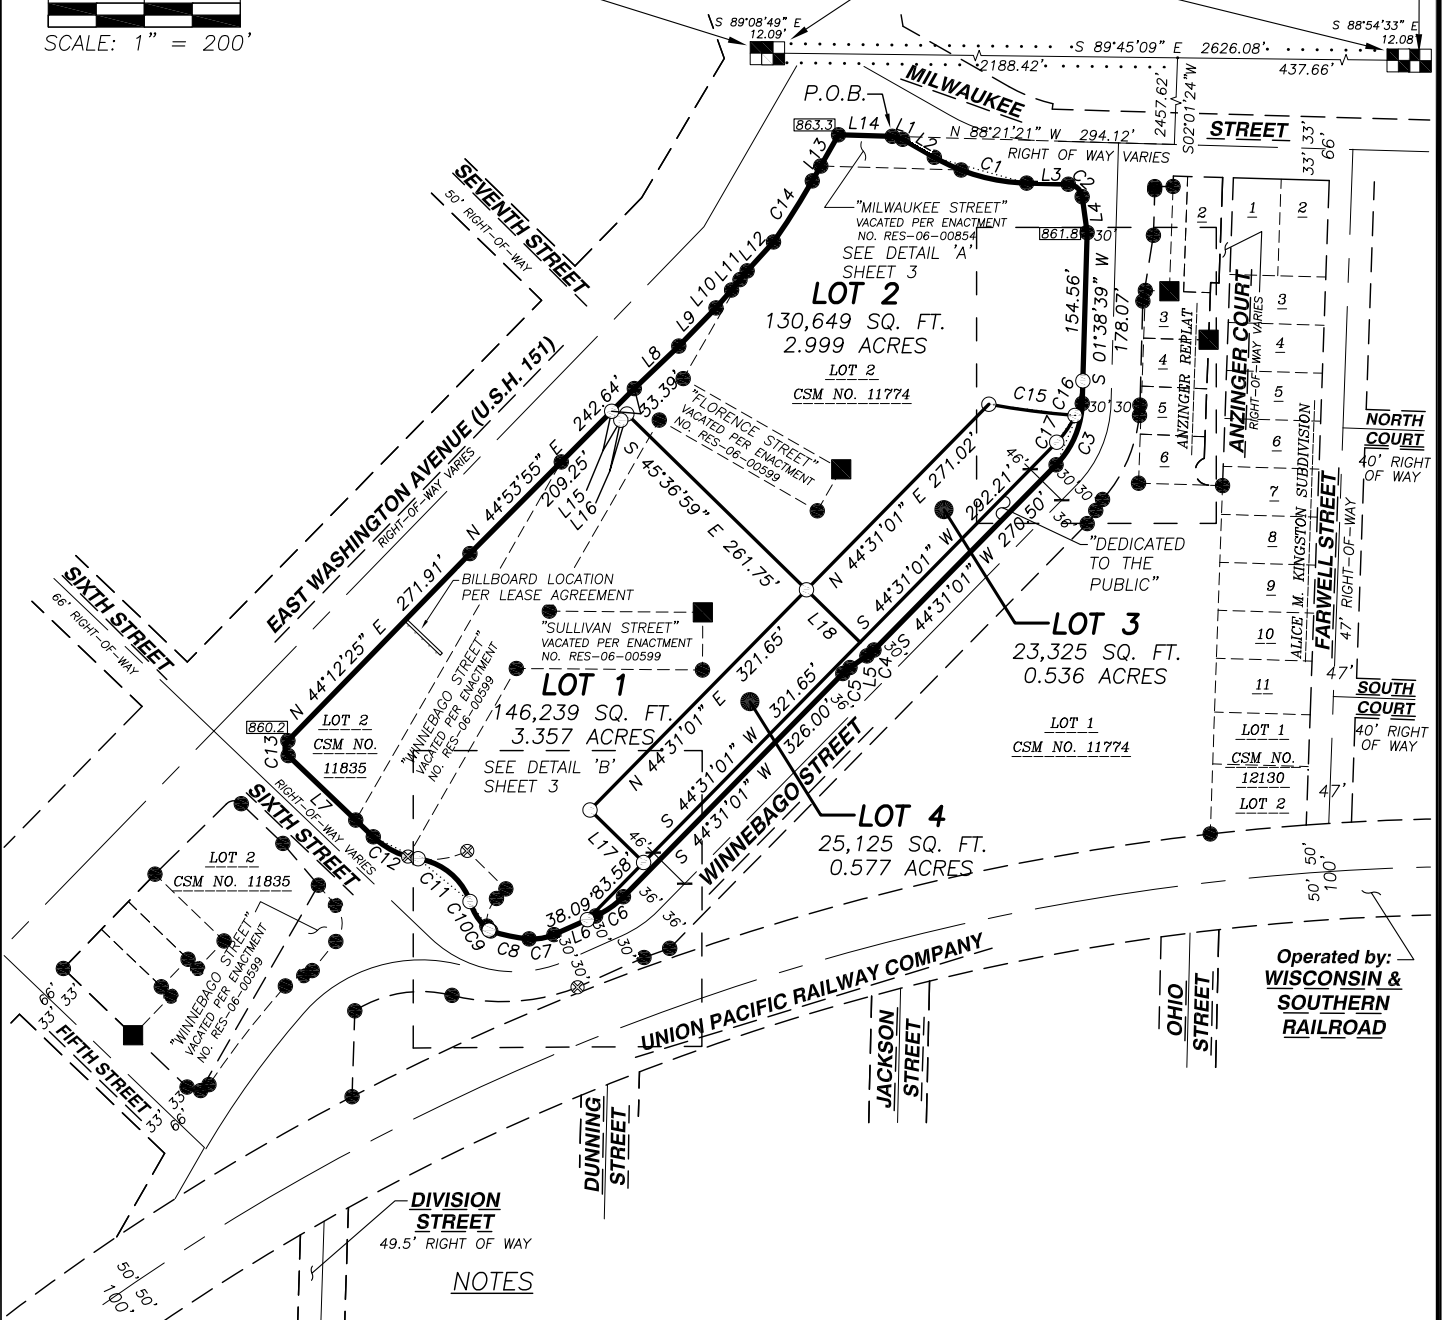 SCALE: 1" = 200'
S 89°08'49" E
12.09'
S 89°45'09" E 2626.08'
2188.42'
437.66'
S 88°54'33" E
12.08'
MILWAUKEE
STREET
P.O.B.
863.3
L14
L1
L2
N 88°21'21" W 294.12'
RIGHT OF WAY VARIES
2457.62'
S02°01'24"W
33' 33'
66'
L13
C1
L3
C2
L4
C14
"MILWAUKEE STREET"
VACATED PER ENACTMENT
NO. RES-06-00854
SEE DETAIL 'A'
SHEET 3
861.8
30'
SEVENTH STREET
50' RIGHT-OF-WAY
L12
L11
L10
L9
L8
LOT 2
130,649 SQ. FT.
2.999 ACRES
LOT 2
CSM NO. 11774
154.56'
S 01°38'39" W
178.07'
2
1
2
3
3
4
4
5
5
6
6
7
8
9
10
11
ANZINGER REPLAT
ANZINGER COURT
RIGHT-OF-WAY VARIES
ALICE M. KINGSTON SUBDIVISION
FARWELL STREET
47' RIGHT-OF-WAY
47'
NORTH
COURT
40' RIGHT
OF WAY
EAST WASHINGTON AVENUE (U.S.H. 151)
RIGHT-OF-WAY VARIES
242.64'
33.39'
N 44°53'55" E
209.25'
L15
L16
"FLORENCE STREET"
VACATED PER ENACTMENT
NO. RES-06-00599
S 45°36'59" E 261.75'
C15
C16
C17
C3
30' 30'
46'
30' 30'
36'
N 44°31'01" E 271.02'
S 44°31'01" W 292.21'
S 44°31'01" W 270.50'
"DEDICATED
TO THE
PUBLIC"
LOT 3
23,325 SQ. FT.
0.536 ACRES
SIXTH STREET
66' RIGHT-OF-WAY
N 44°12'25" E 271.91'
BILLBOARD LOCATION
PER LEASE AGREEMENT
"SULLIVAN STREET"
VACATED PER ENACTMENT
NO. RES-06-00599
"WINNEBAGO STREET"
VACATED PER ENACTMENT
NO. RES-06-00599
LOT 1
146,239 SQ. FT.
3.357 ACRES
SEE DETAIL 'B'
SHEET 3
860.2
C13
LOT 2
CSM NO.
11835
L18
30'
C4
L5
C5
36'
N 44°31'01" E 321.65'
S 44°31'01" W 321.65'
S 44°31'01" W 326.00'
WINNEBAGO STREET
LOT 1
CSM NO. 11774
47'
SOUTH
COURT
40' RIGHT
OF WAY
LOT 1
CSM NO.
12130
LOT 2
47'
LOT 4
25,125 SQ. FT.
0.577 ACRES
L7
SIXTH STREET
RIGHT-OF-WAY VARIES
C12
C11
C10
C9
C8
C7
L6
C6
L17
46'
83.58'
38.09'
36'
36'
30' 30'
30' 30'
LOT 2
CSM NO. 11835
"WINNEBAGO STREET"
VACATED PER ENACTMENT
NO. RES-06-00599
66'
33'
33'
FIFTH STREET
33'
33'
66'
UNION PACIFIC RAILWAY COMPANY
50' 50'
100'
Operated by:
WISCONSIN &
SOUTHERN
RAILROAD
OHIO
STREET
JACKSON
STREET
DUNNING
STREET
DIVISION
STREET
49.5' RIGHT OF WAY
50' 50'
100'
NOTES